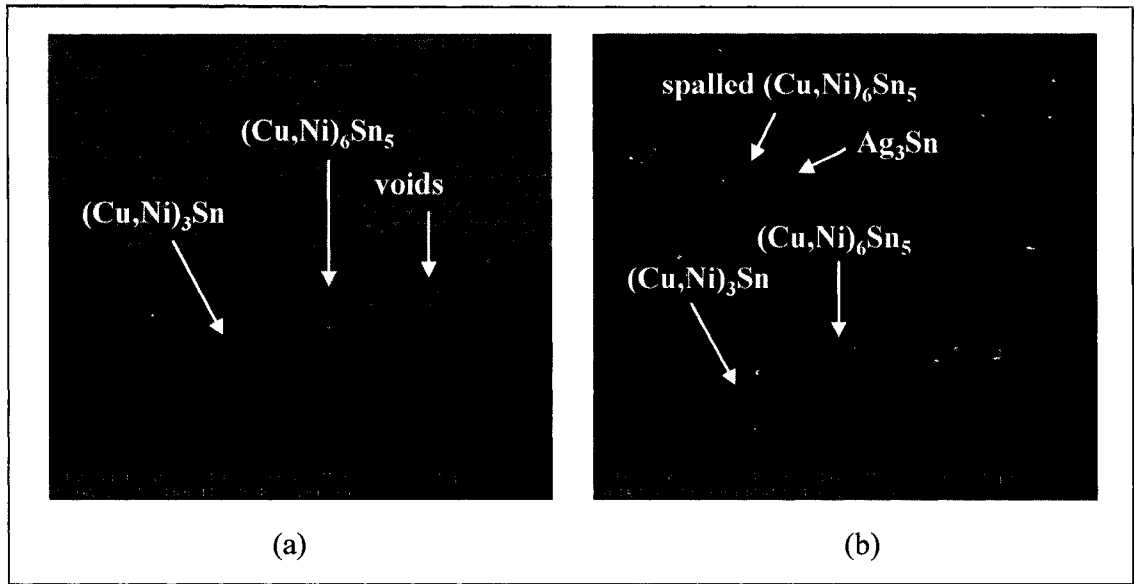 (Cu,Ni)₆Sn₅
voids
(Cu,Ni)₃Sn
(a)
spalled (Cu,Ni)₆Sn₅
Ag₃Sn
(Cu,Ni)₆Sn₅
(Cu,Ni)₃Sn
(b)